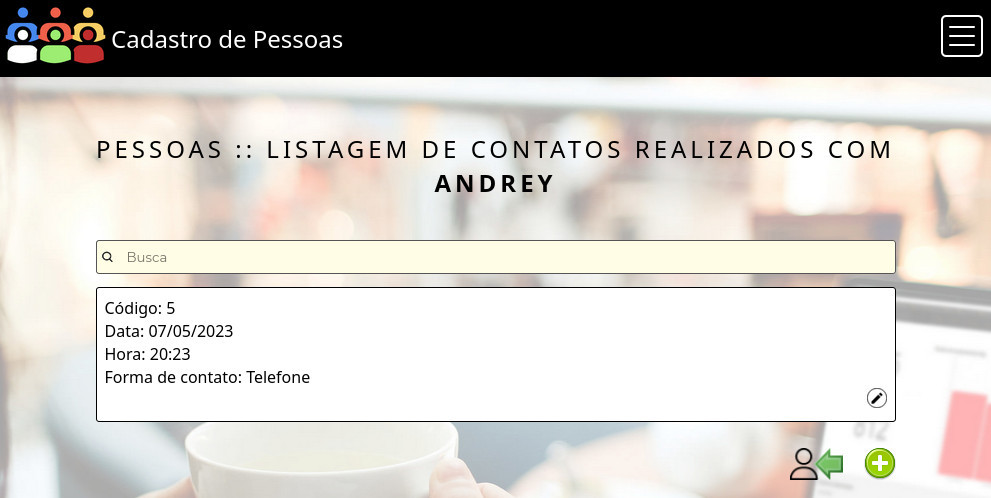 Cadastro de Pessoas
PESSOAS :: LISTAGEM DE CONTATOS REALIZADOS COM
ANDREY
Busca
Código: 5
Data: 07/05/2023
Hora: 20:23
Forma de contato: Telefone